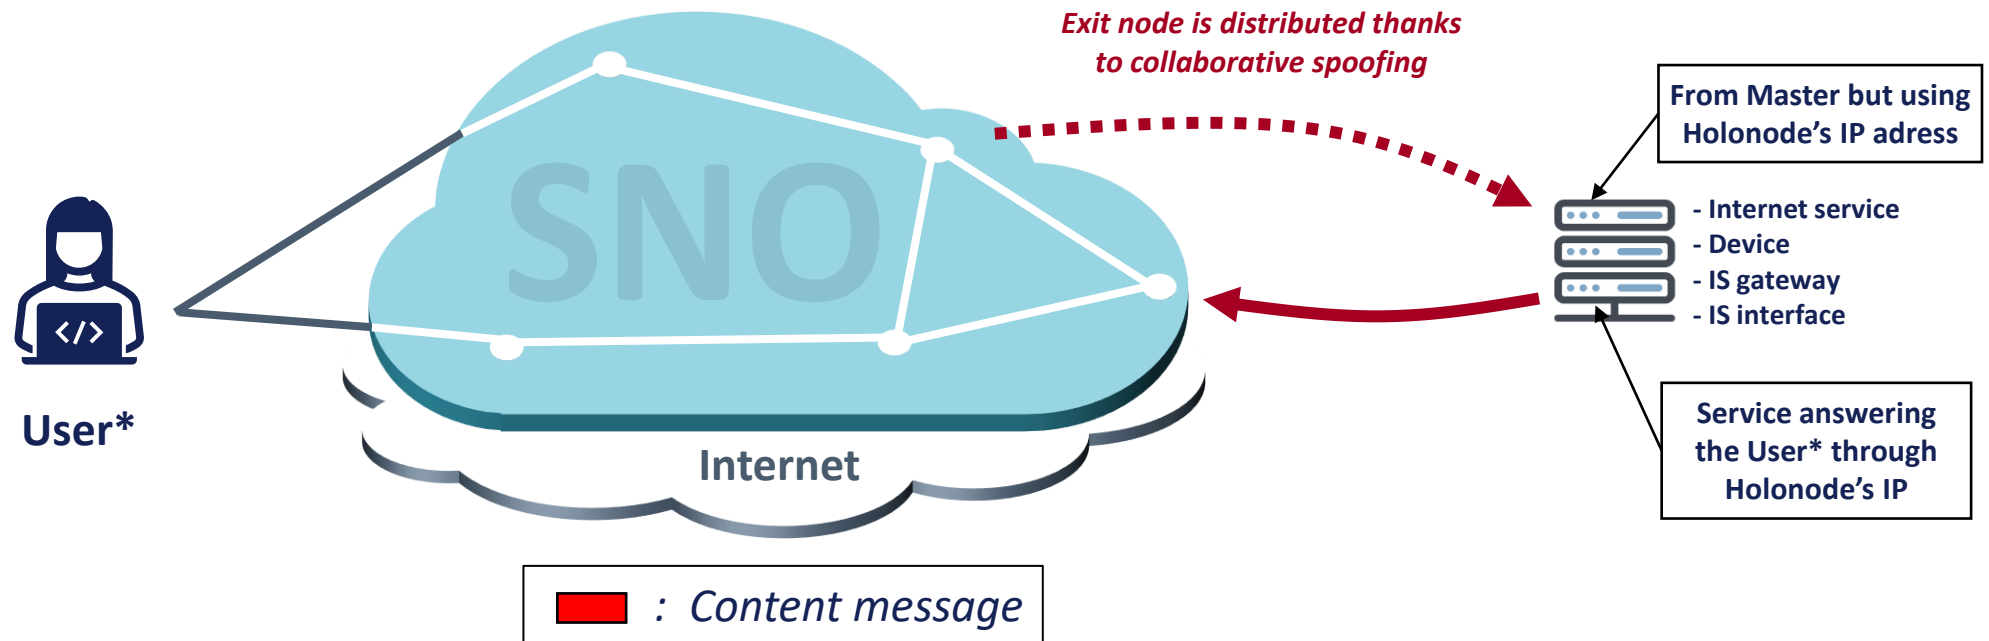 Exit node is distributed thanks
to collaborative spoofing
From Master but using
Holonode’s IP adress
SNO
- Internet service
- Device
- IS gateway
- IS interface
</>
User*
Service answering
the User* through
Holonode’s IP
Internet
: Content message